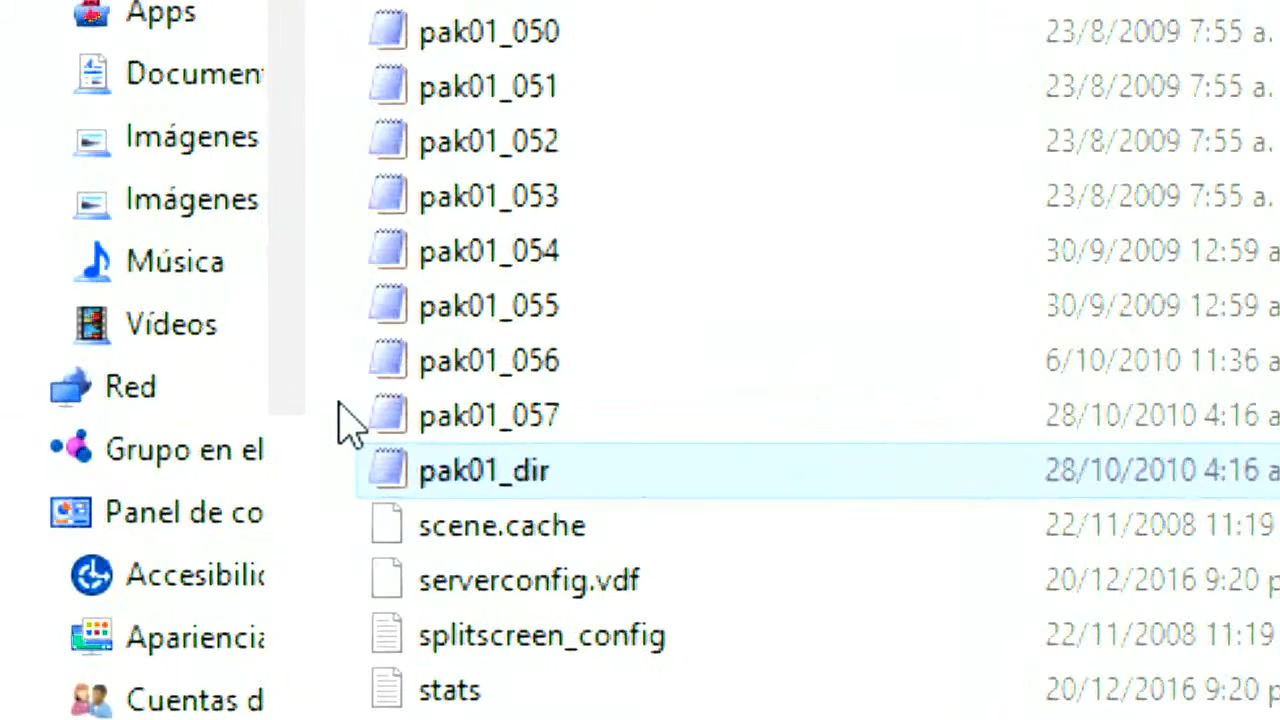 Apps
Documen
Imágenes
Imágenes
Música
Vídeos
Red
Grupo en el
Panel de co
Accesibili
Apariencia
Cuentas d
pak01_050 23/8/2009 7:55 a.
pak01_051 23/8/2009 7:55 a.
pak01_052 23/8/2009 7:55 a.
pak01_053 23/8/2009 7:55 a.
pak01_054 30/9/2009 12:59 a
pak01_055 30/9/2009 12:59 a
pak01_056 6/10/2010 11:36 a
pak01_057 28/10/2010 4:16 a
pak01_dir 28/10/2010 4:16 a
scene.cache 22/11/2008 11:19
serverconfig.vdf 20/12/2016 9:20 p
splitscreen_config 22/11/2008 11:19
stats 20/12/2016 9:20 p